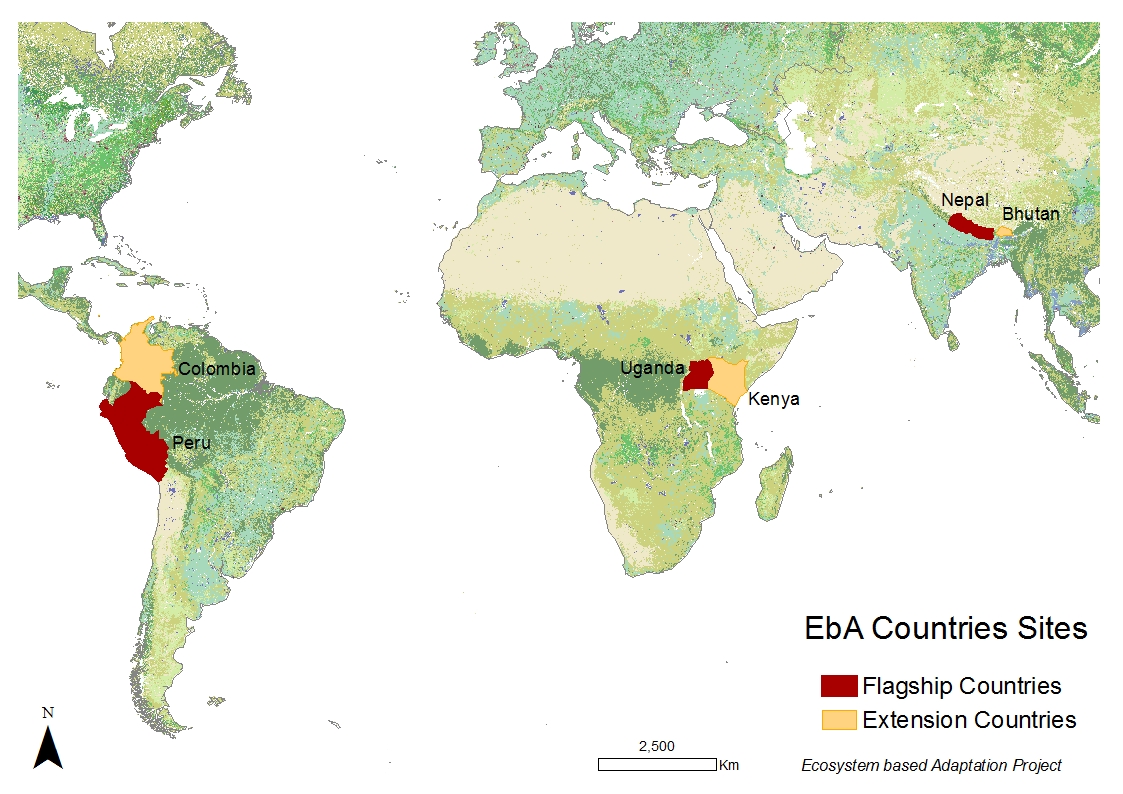 Nepal
Bhutan
Colombia
Uganda
Kenya
Peru
EbA Countries Sites
Flagship Countries
Extension Countries
N
2,500
Km
Ecosystem based Adaptation Project